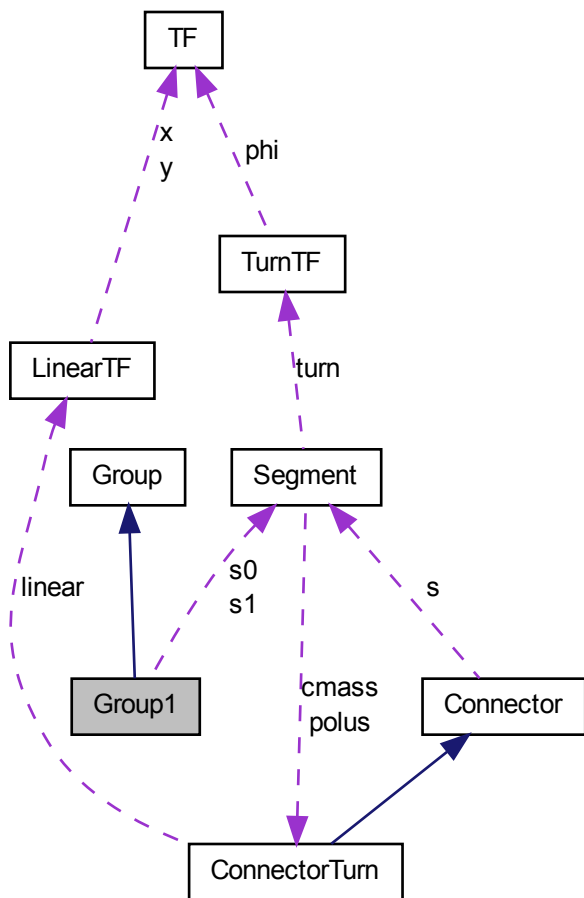 TF
x
y
phi
TurnTF
LinearTF
turn
Group
Segment
linear
s0
s1
s
cmass
polus
Group1
Connector
ConnectorTurn